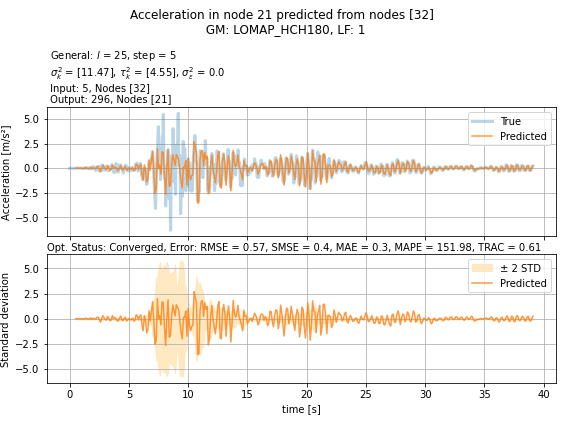 Acceleration in node 21 predicted from nodes [32]
GM: LOMAP_HCH180, LF: 1
General: l = 25, step = 5
σ²ₖ = [11.47], τ²ₖ = [4.55], σ²ε = 0.0
Input: 5, Nodes [32]
Output: 296, Nodes [21]
Acceleration [m/s²]
5.0
2.5
0.0
−2.5
−5.0
True
Predicted
Opt. Status: Converged, Error: RMSE = 0.57, SMSE = 0.4, MAE = 0.3, MAPE = 151.98, TRAC = 0.61
Standard deviation
5.0
2.5
0.0
−2.5
−5.0
± 2 STD
Predicted
0 5 10 15 20 25 30 35 40
time [s]